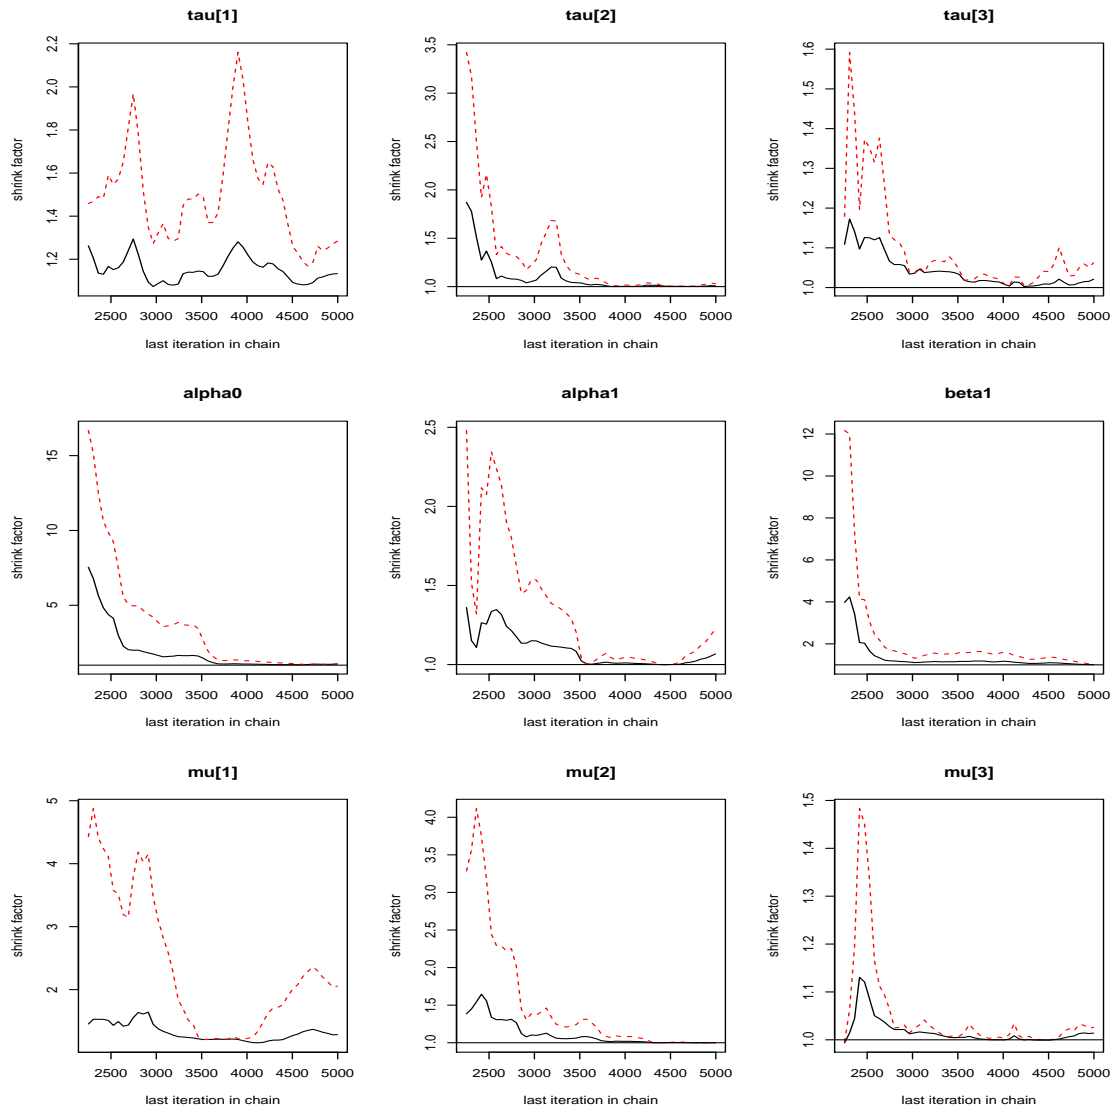 tau[1] tau[2] tau[3]
shrink factor shrink factor shrink factor
1.2 1.4 1.6 1.8 2.0 2.2
1.0 1.5 2.0 2.5 3.0 3.5
1.0 1.1 1.2 1.3 1.4 1.5 1.6
2500 3000 3500 4000 4500 5000 2500 3000 3500 4000 4500 5000 2500 3000 3500 4000 4500 5000
last iteration in chain last iteration in chain last iteration in chain
alpha0 alpha1 beta1
shrink factor shrink factor shrink factor
5 10 15
1.0 1.5 2.0 2.5
2 4 6 8 10 12
2500 3000 3500 4000 4500 5000 2500 3000 3500 4000 4500 5000 2500 3000 3500 4000 4500 5000
last iteration in chain last iteration in chain last iteration in chain
mu[1] mu[2] mu[3]
shrink factor shrink factor shrink factor
2 3 4 5
1.0 1.5 2.0 2.5 3.0 3.5 4.0
1.0 1.1 1.2 1.3 1.4 1.5
2500 3000 3500 4000 4500 5000 2500 3000 3500 4000 4500 5000 2500 3000 3500 4000 4500 5000
last iteration in chain last iteration in chain last iteration in chain